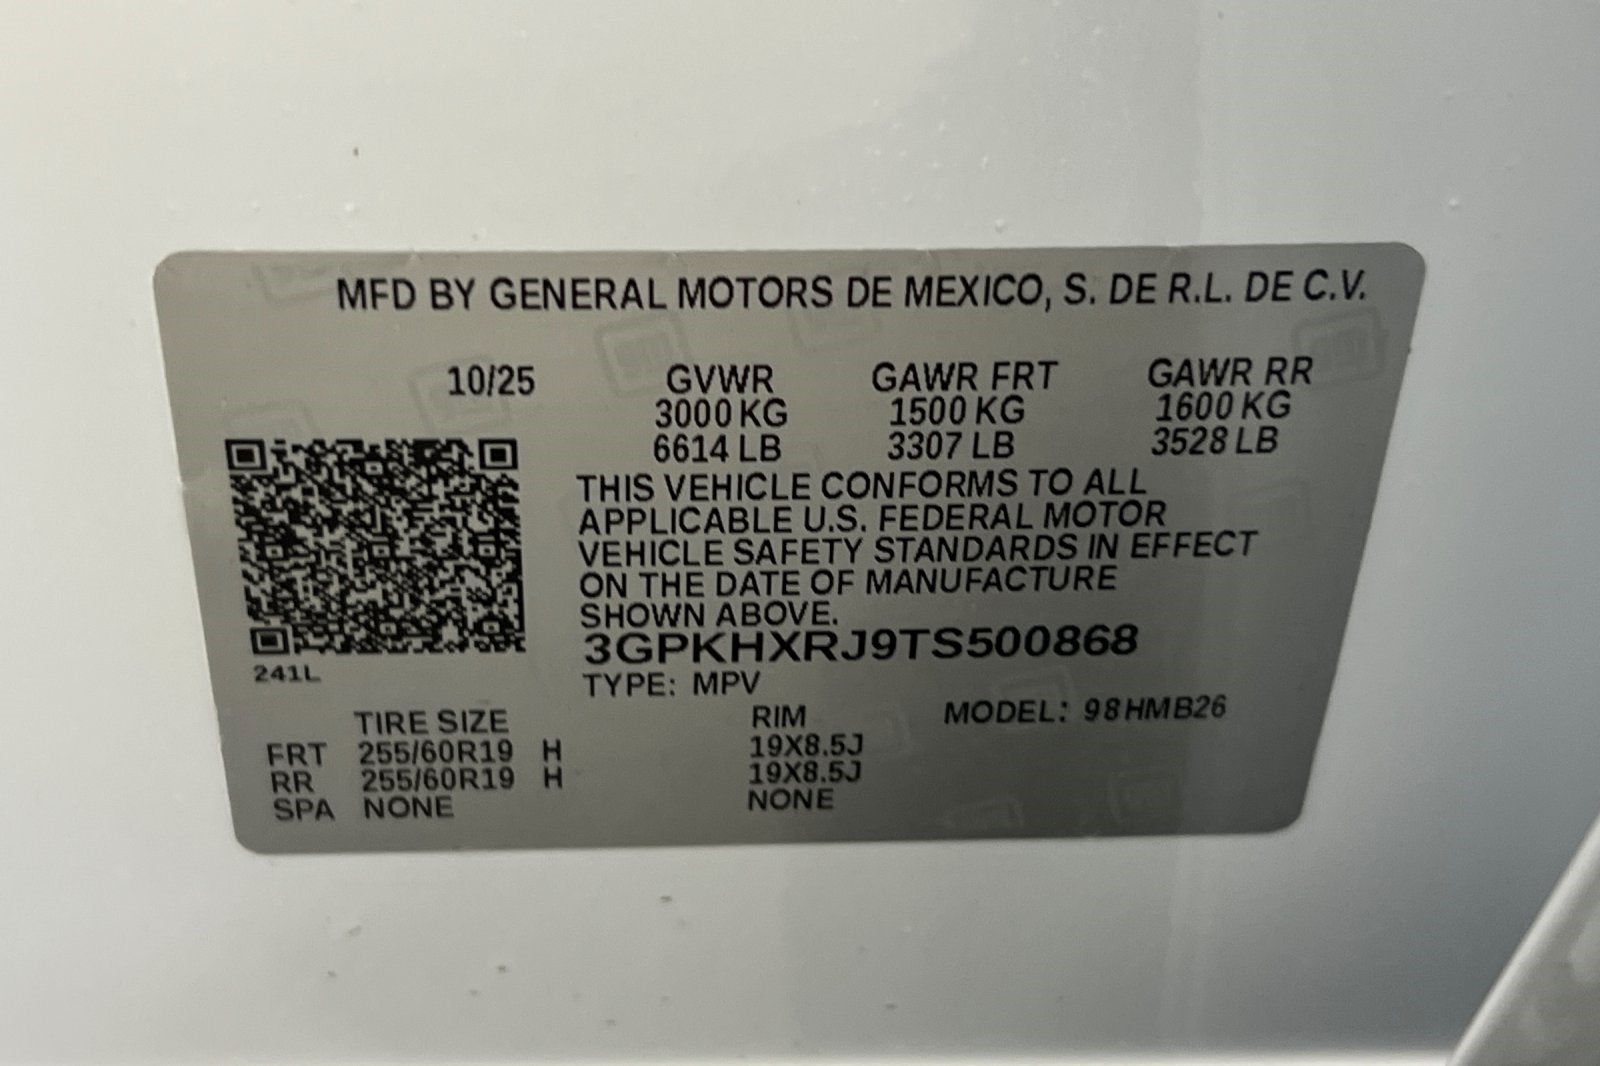 MFD BY GENERAL MOTORS DE MEXICO, S. DE R.L. DE C.V.
10/25 GVWR GAWR FRT GAWR RR
3000 KG 1500 KG 1600 KG
6614 LB 3307 LB 3528 LB
THIS VEHICLE CONFORMS TO ALL
APPLICABLE U.S. FEDERAL MOTOR
VEHICLE SAFETY STANDARDS IN EFFECT
ON THE DATE OF MANUFACTURE
SHOWN ABOVE.
3GPKHXRJ9TS500868
241L
TYPE: MPV
TIRE SIZE RIM MODEL: 98HMB26
FRT 255/60R19 H 19X8.5J
RR 255/60R19 H 19X8.5J
SPA NONE NONE